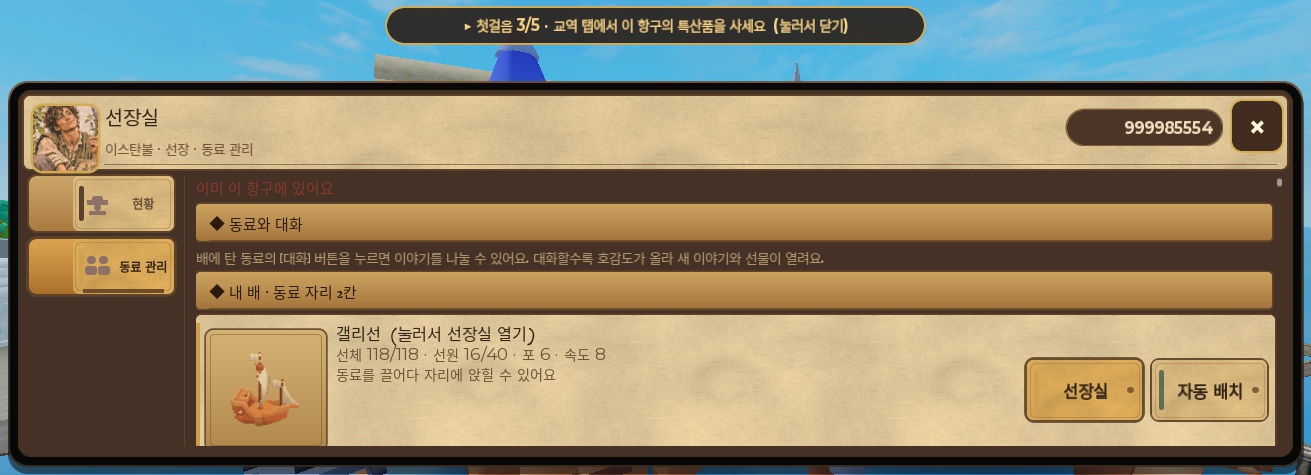 ▸ 첫걸음 3/5 · 교역 탭에서 이 항구의 특산품을 사세요 (눌러서 닫기)
선장실
이스탄불 · 선장 · 동료 관리
999985554
×
현황
동료 관리
이미 이 항구에 있어요
◆ 동료와 대화
배에 탄 동료의 [대화] 버튼을 누르면 이야기를 나눌 수 있어요. 대화할수록 호감도가 올라 새 이야기와 선물이 열려요.
◆ 내 배 · 동료 자리 2칸
갤리선 (눌러서 선장실 열기)
선체 118/118 · 선원 16/40 · 포 6 · 속도 8
동료를 끌어다 자리에 앉힐 수 있어요
선장실
자동 배치